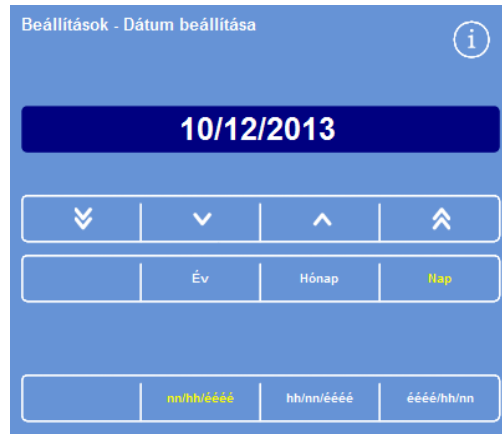 Beállítások - Dátum beállítása
i
10/12/2013
Év Hónap Nap
nn/hh/éééé hh/nn/éééé éééé/hh/nn